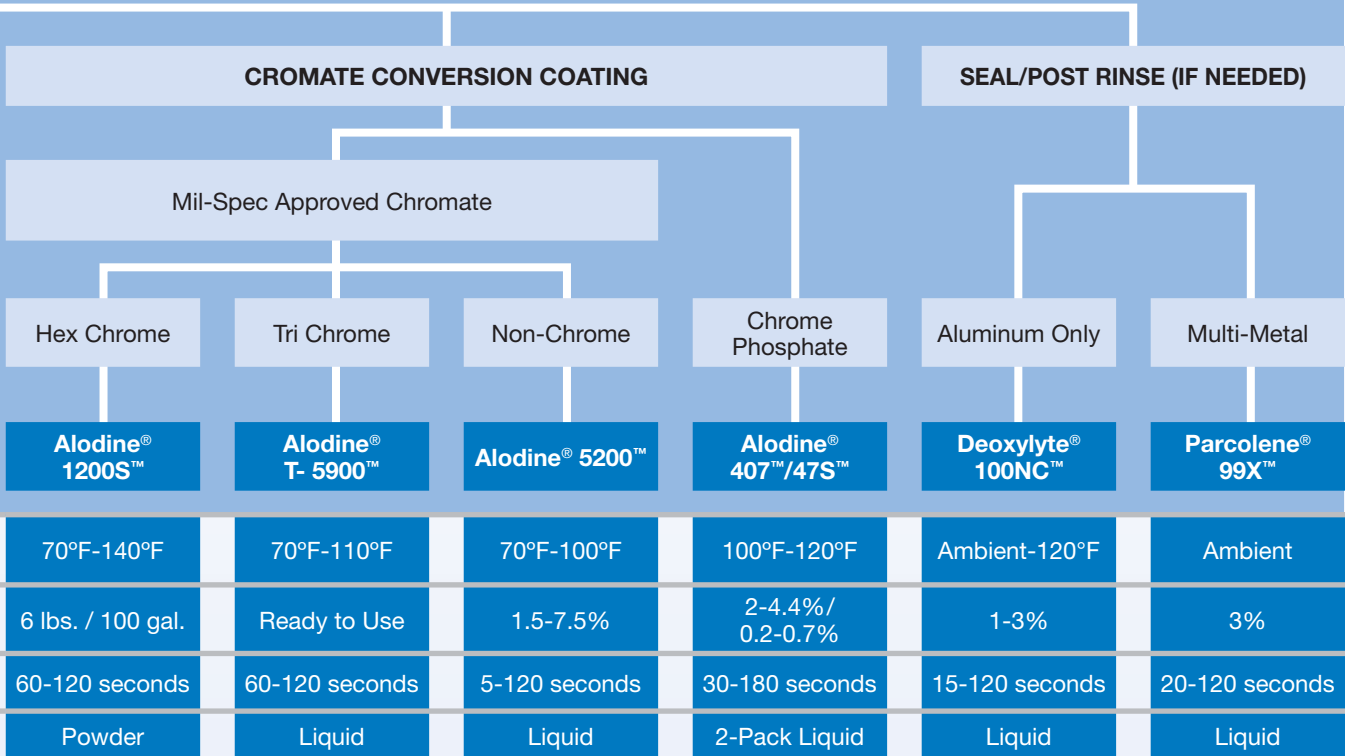 CROMATE CONVERSION COATING
SEAL/POST RINSE (IF NEEDED)
Mil-Spec Approved Chromate
Hex Chrome
Tri Chrome
Non-Chrome
Chrome
Phosphate
Aluminum Only
Multi-Metal
Alodine®
1200S™
Alodine®
T- 5900™
Alodine® 5200™
Alodine®
407™/47S™
Deoxylyte®
100NC™
Parcolene®
99X™
70ºF-140ºF
70ºF-110ºF
70ºF-100ºF
100ºF-120ºF
Ambient-120°F
Ambient
6 lbs. / 100 gal.
Ready to Use
1.5-7.5%
2-4.4%/
0.2-0.7%
1-3%
3%
60-120 seconds
60-120 seconds
5-120 seconds
30-180 seconds
15-120 seconds
20-120 seconds
Powder
Liquid
Liquid
2-Pack Liquid
Liquid
Liquid